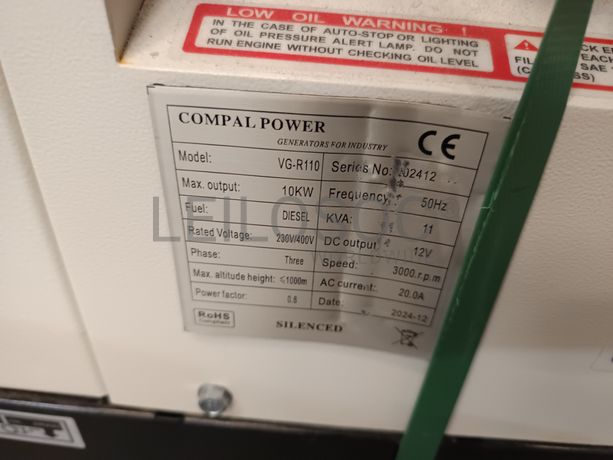 LOW OIL WARNING !
IN THE CASE OF AUTO-STOP OR LIGHTING
OF OIL PRESSURE ALERT LAMP. DO NOT
RUN ENGINE WITHOUT CHECKING OIL LEVEL
COMPAL POWER
GENERATORS FOR INDUSTRY
CE
Model: VG-R110
Series No: 02412
Max. output: 10KW
Frequency: 50Hz
Fuel: DIESEL
KVA: 11
Rated Voltage: 230V/400V
DC output: 12V
Phase: Three
Speed: 3000.r.p.m
Max. altitude height: ≤1000m
AC current: 20.0A
Power factor: 0.8
Date: 2024-12
RoHS
Compliant
SILENCED